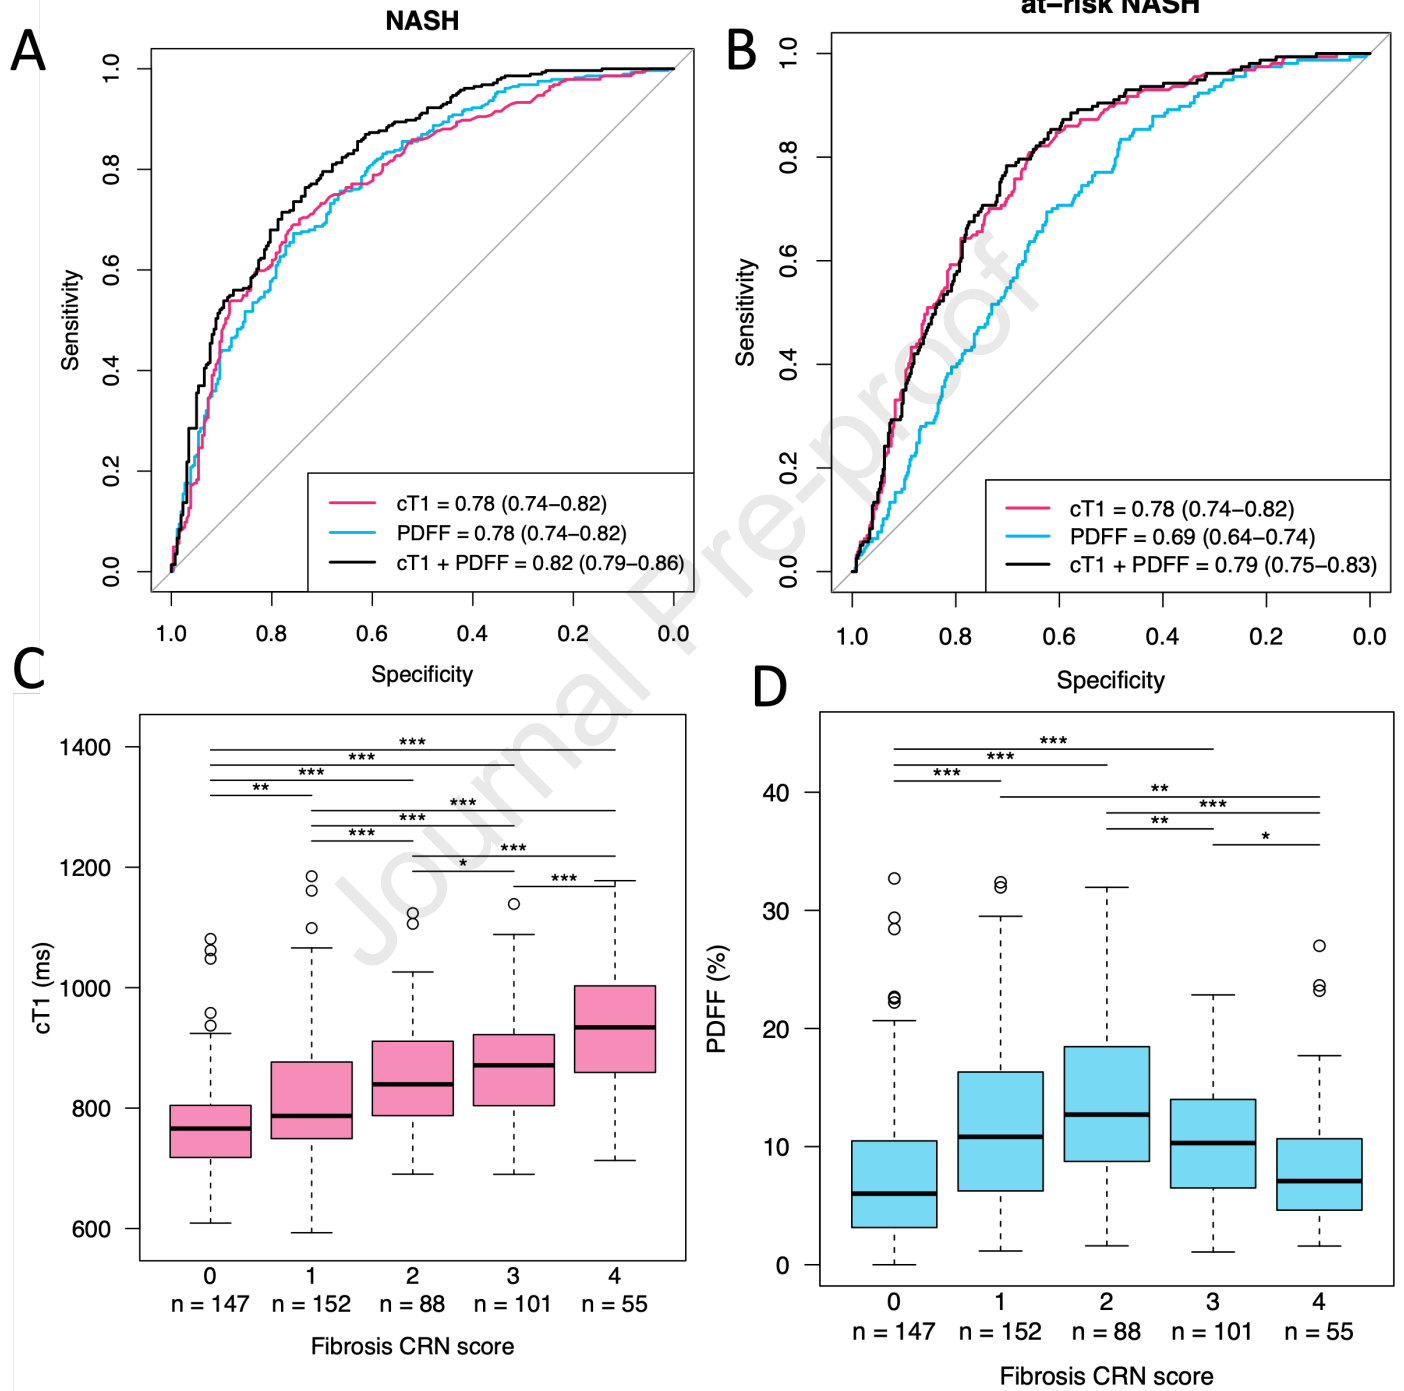 A
NASH
1.0
0.8
0.6
0.4
0.2
0.0
Sensitivity
cT1 = 0.78 (0.74–0.82)
PDFF = 0.78 (0.74–0.82)
cT1 + PDFF = 0.82 (0.79–0.86)
1.0 0.8 0.6 0.4 0.2 0.0
Specificity
B
at–risk NASH
1.0
0.8
0.6
0.4
0.2
0.0
Sensitivity
cT1 = 0.78 (0.74–0.82)
PDFF = 0.69 (0.64–0.74)
cT1 + PDFF = 0.79 (0.75–0.83)
1.0 0.8 0.6 0.4 0.2 0.0
Specificity
Journal Pre-proof
C
1400
1200
1000
800
600
cT1 (ms)
***
***
***
**
***
***
***
***
*
***
0 1 2 3 4
n = 147 n = 152 n = 88 n = 101 n = 55
Fibrosis CRN score
D
40
30
20
10
0
PDFF (%)
***
***
***
**
***
**
*
0 1 2 3 4
n = 147 n = 152 n = 88 n = 101 n = 55
Fibrosis CRN score